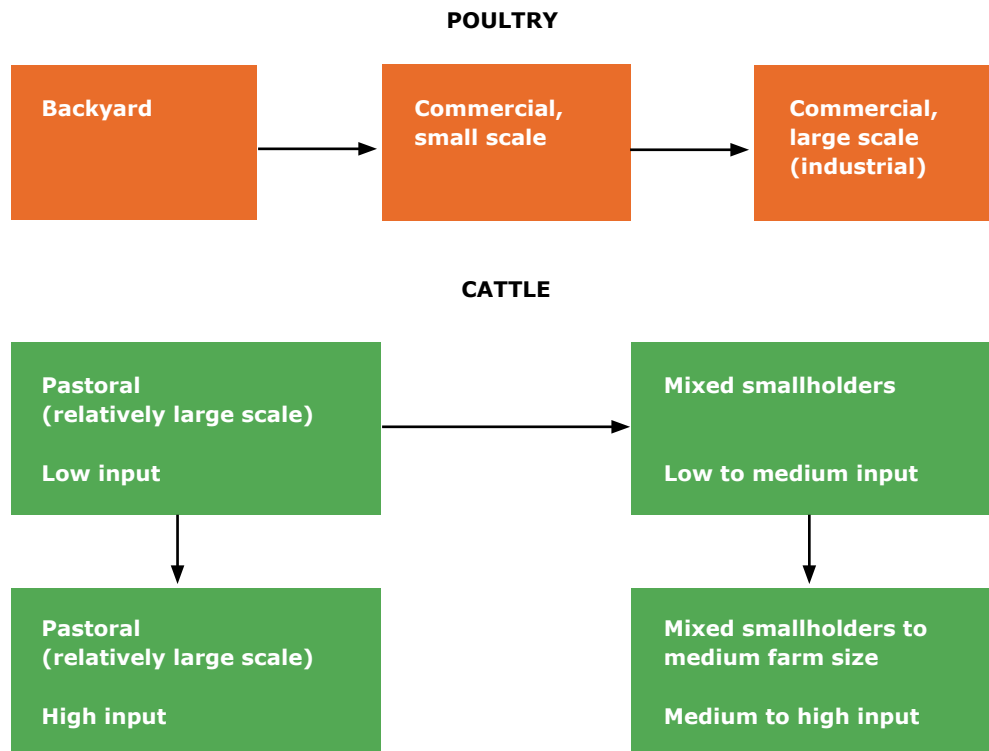 POULTRY
Backyard
Commercial,
small scale
Commercial,
large scale
(industrial)
CATTLE
Pastoral
(relatively large scale)
Low input
Mixed smallholders
Low to medium input
Pastoral
(relatively large scale)
High input
Mixed smallholders to
medium farm size
Medium to high input